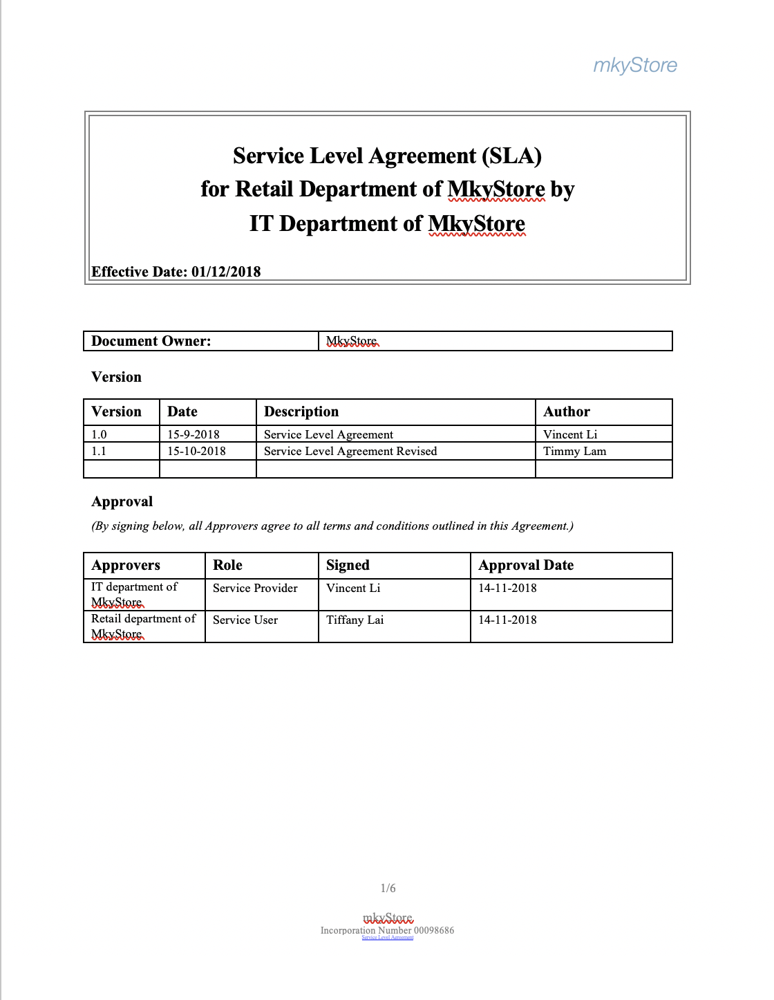 mkyStore
Service Level Agreement (SLA)
for Retail Department of MkyStore by
IT Department of MkyStore
Effective Date: 01/12/2018
Document Owner: MkyStore
Version
Version Date Description Author
1.0 15-9-2018 Service Level Agreement Vincent Li
1.1 15-10-2018 Service Level Agreement Revised Timmy Lam
Approval
(By signing below, all Approvers agree to all terms and conditions outlined in this Agreement.)
Approvers Role Signed Approval Date
IT department of
MkyStore Service Provider Vincent Li 14-11-2018
Retail department of
MkyStore Service User Tiffany Lai 14-11-2018
1/6
mkyStore
Incorporation Number 00098686
Service Level Agreement